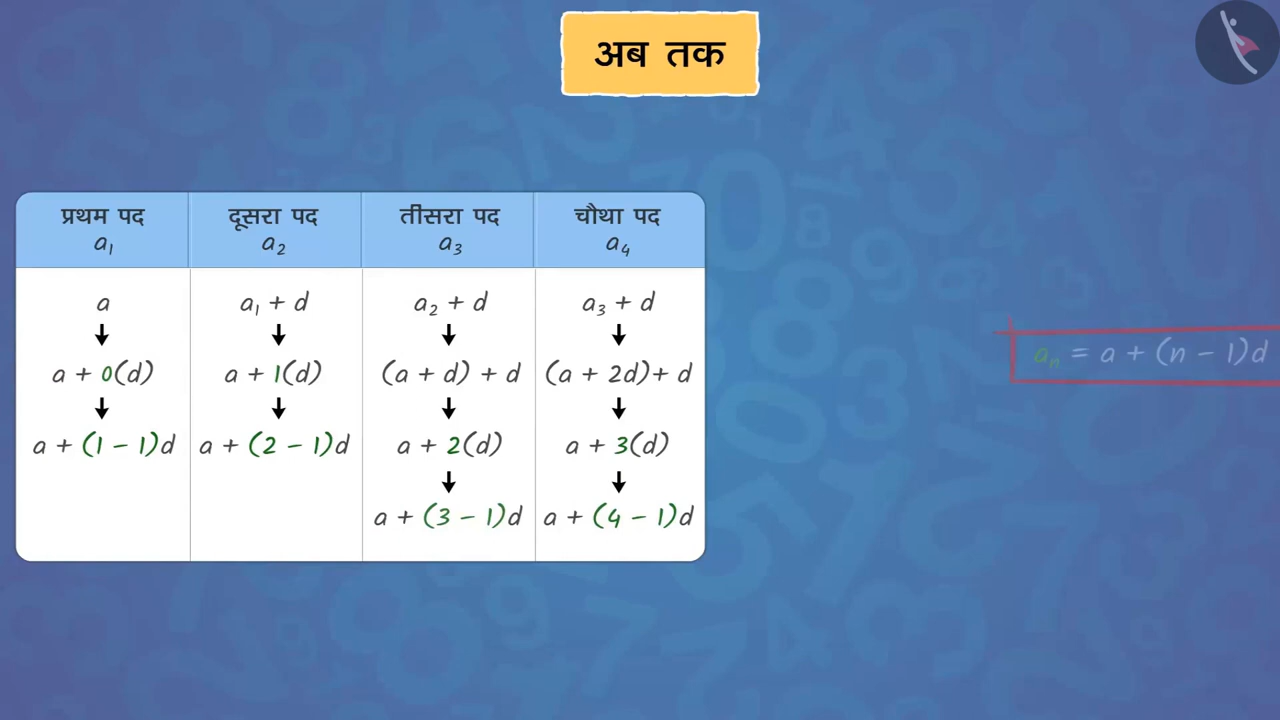 अब तक
प्रथम पद दूसरा पद तीसरा पद चौथा पद
a₁ a₂ a₃ a₄
a a₁ + d a₂ + d a₃ + d
a + 0(d) a + 1(d) (a + d) + d (a + 2d)+ d
a + (1 − 1)d a + (2 − 1)d a + 2(d) a + 3(d)
a + (3 − 1)d a + (4 − 1)d
aₙ = a + (n − 1)d